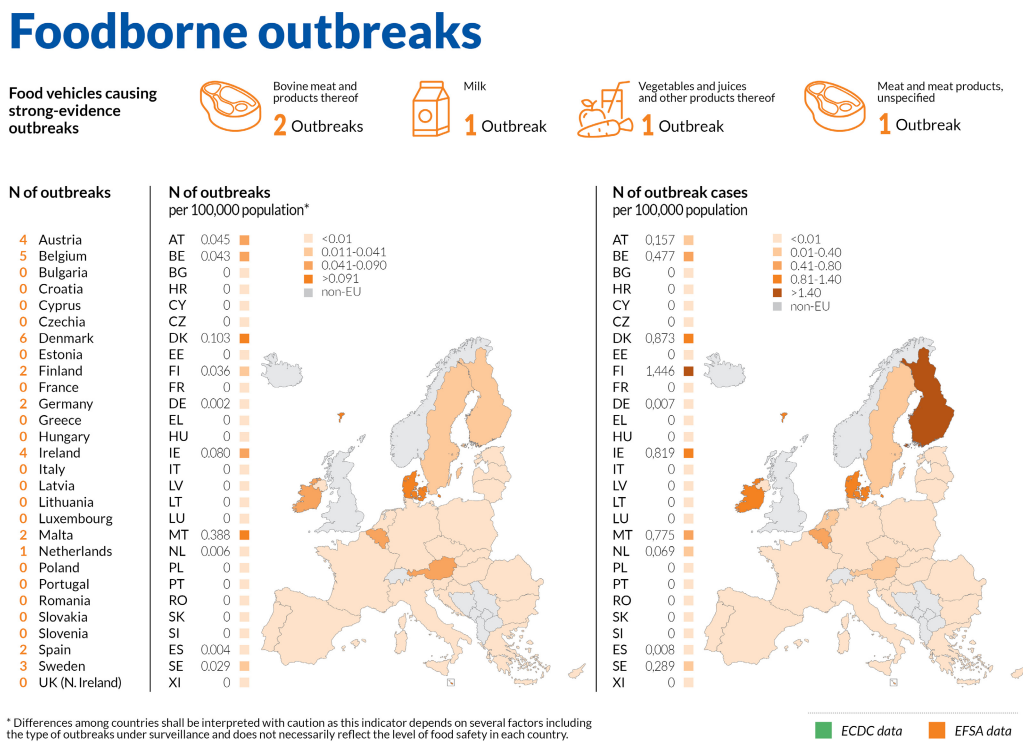 Foodborne outbreaks
Food vehicles causing
strong-evidence
outbreaks
Bovine meat and
products thereof
2 Outbreaks
Milk
1 Outbreak
Vegetables and juices
and other products thereof
1 Outbreak
Meat and meat products,
unspecified
1 Outbreak
N of outbreaks
4 Austria
5 Belgium
0 Bulgaria
0 Croatia
0 Cyprus
0 Czechia
6 Denmark
0 Estonia
2 Finland
0 France
2 Germany
0 Greece
0 Hungary
4 Ireland
0 Italy
0 Latvia
0 Lithuania
0 Luxembourg
2 Malta
1 Netherlands
0 Poland
0 Portugal
0 Romania
0 Slovakia
0 Slovenia
2 Spain
3 Sweden
0 UK (N. Ireland)
N of outbreaks
per 100,000 population*
AT 0.045
BE 0.043
BG 0
HR 0
CY 0
CZ 0
DK 0.103
EE 0
FI 0.036
FR 0
DE 0.002
EL 0
HU 0
IE 0.080
IT 0
LV 0
LT 0
LU 0
MT 0.388
NL 0.006
PL 0
PT 0
RO 0
SK 0
SI 0
ES 0.004
SE 0.029
XI 0
<0.01
0.011-0.041
0.041-0.090
>0.091
non-EU
N of outbreak cases
per 100,000 population
AT 0,157
BE 0,477
BG 0
HR 0
CY 0
CZ 0
DK 0,873
EE 0
FI 1,446
FR 0
DE 0,007
EL 0
HU 0
IE 0,819
IT 0
LV 0
LT 0
LU 0
MT 0,775
NL 0,069
PL 0
PT 0
RO 0
SK 0
SI 0
ES 0,008
SE 0,289
XI 0
<0.01
0.01-0.40
0.41-0.80
0.81-1.40
>1.40
non-EU
* Differences among countries shall be interpreted with caution as this indicator depends on several factors including
the type of outbreaks under surveillance and does not necessarily reflect the level of food safety in each country.
ECDC data
EFSA data